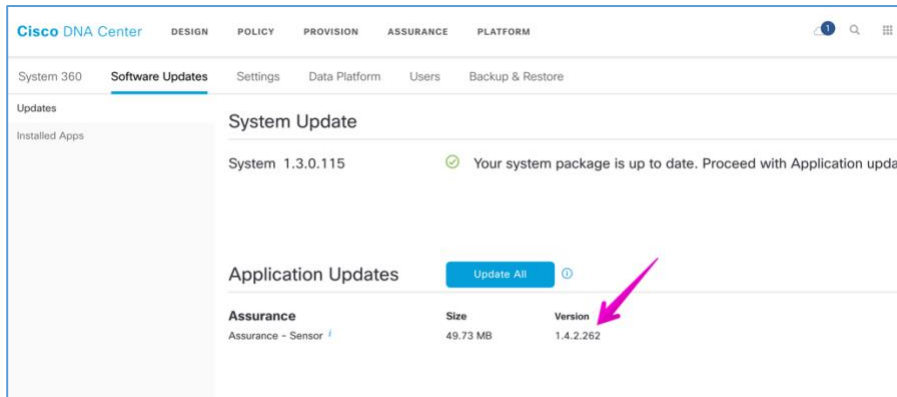 Cisco DNA Center DESIGN POLICY PROVISION ASSURANCE PLATFORM 1
System 360 Software Updates Settings Data Platform Users Backup & Restore
Updates
Installed Apps
System Update
System 1.3.0.115 Your system package is up to date. Proceed with Application upda
Application Updates Update All
Assurance Size Version
Assurance - Sensor i 49.73 MB 1.4.2.262